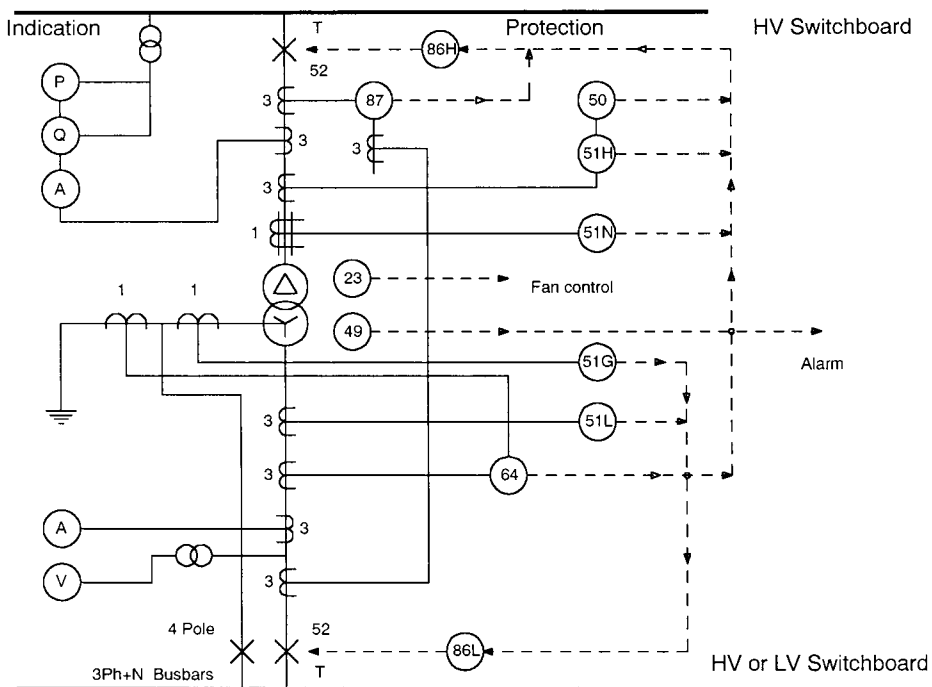 Indication
T
Protection
HV Switchboard
86H
52
P
3
87
50
Q
3
3
51H
A
3
1
51N
23
Fan control
1
1
49
Alarm
51G
3
51L
3
64
A
3
V
3
4 Pole
52
86L
T
HV or LV Switchboard
3Ph+N Busbars